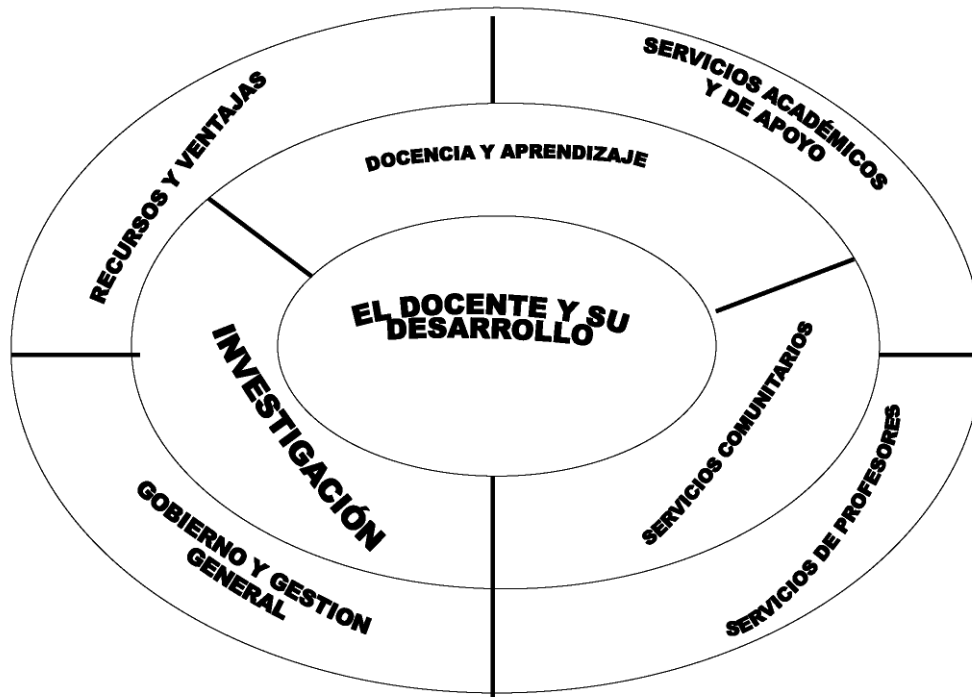 SERVICIOS ACADÉMICOS
Y DE APOYO
RECURSOS Y VENTAJAS
DOCENCIA Y APRENDIZAJE
EL DOCENTE Y SU
DESARROLLO
INVESTIGACIÓN
SERVICIOS COMUNITARIOS
SERVICIOS DE PROFESORES
GOBIERNO Y GESTION
GENERAL